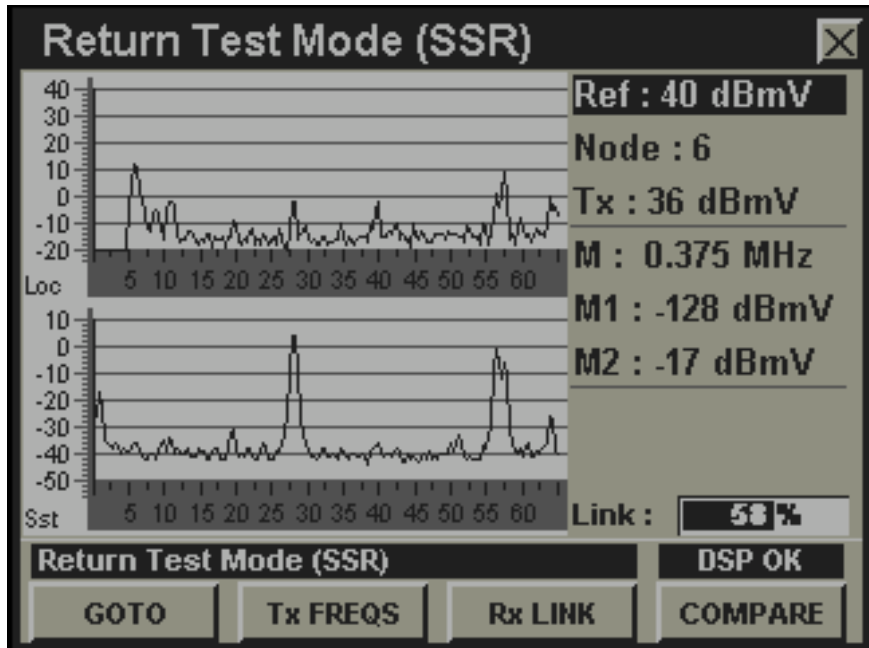 Return Test Mode (SSR)
40
30
20
10
0
-10
-20
Loc
5 10 15 20 25 30 35 40 45 50 55 60
10
0
-10
-20
-30
-40
-50
Sst
5 10 15 20 25 30 35 40 45 50 55 60
Ref : 40 dBmV
Node : 6
Tx : 36 dBmV
M : 0.375 MHz
M1 : -128 dBmV
M2 : -17 dBmV
Link : 58 %
Return Test Mode (SSR)
DSP OK
GOTO
Tx FREQS
Rx LINK
COMPARE